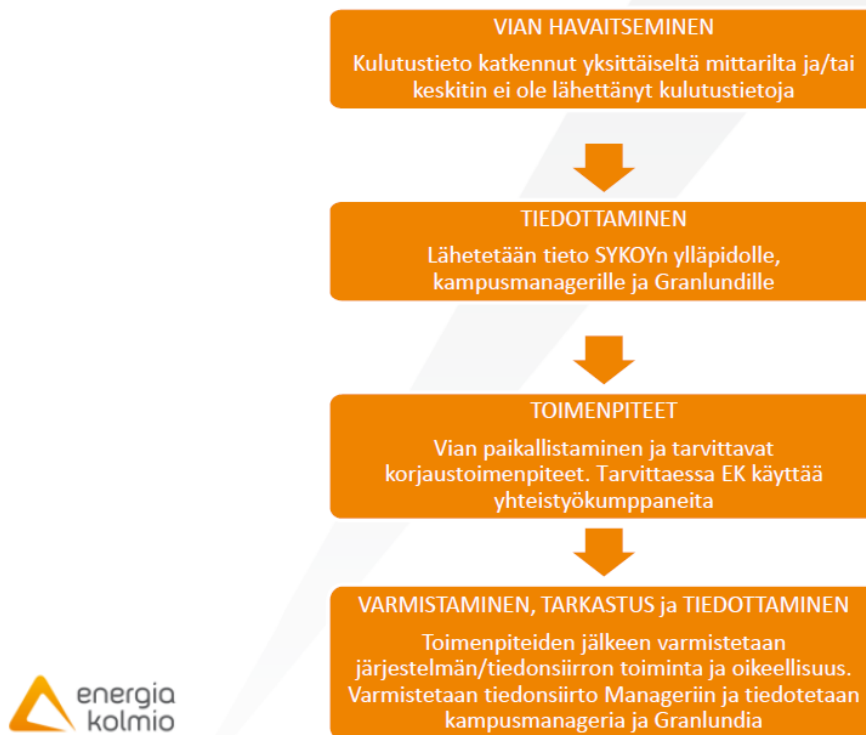 VIAN HAVAITSEMINEN
Kulutustieto katkennut yksittäiseltä mittarilta ja/tai
keskitin ei ole lähettänyt kulutustietoja
TIEDOTTAMINEN
Lähetetään tieto SYKOYn ylläpidolle,
kampusmanagerille ja Granlundille
TOIMENPITEET
Vian paikallistaminen ja tarvittavat
korjaustoimenpiteet. Tarvittaessa EK käyttää
yhteistyökumppaneita
VARMISTAMINEN, TARKASTUS ja TIEDOTTAMINEN
Toimenpiteiden jälkeen varmistetaan
järjestelmän/tiedonsiirron toiminta ja oikeellisuus.
Varmistetaan tiedonsiirto Manageriin ja tiedotetaan
kampusmanageria ja Granlundia
energia
kolmio